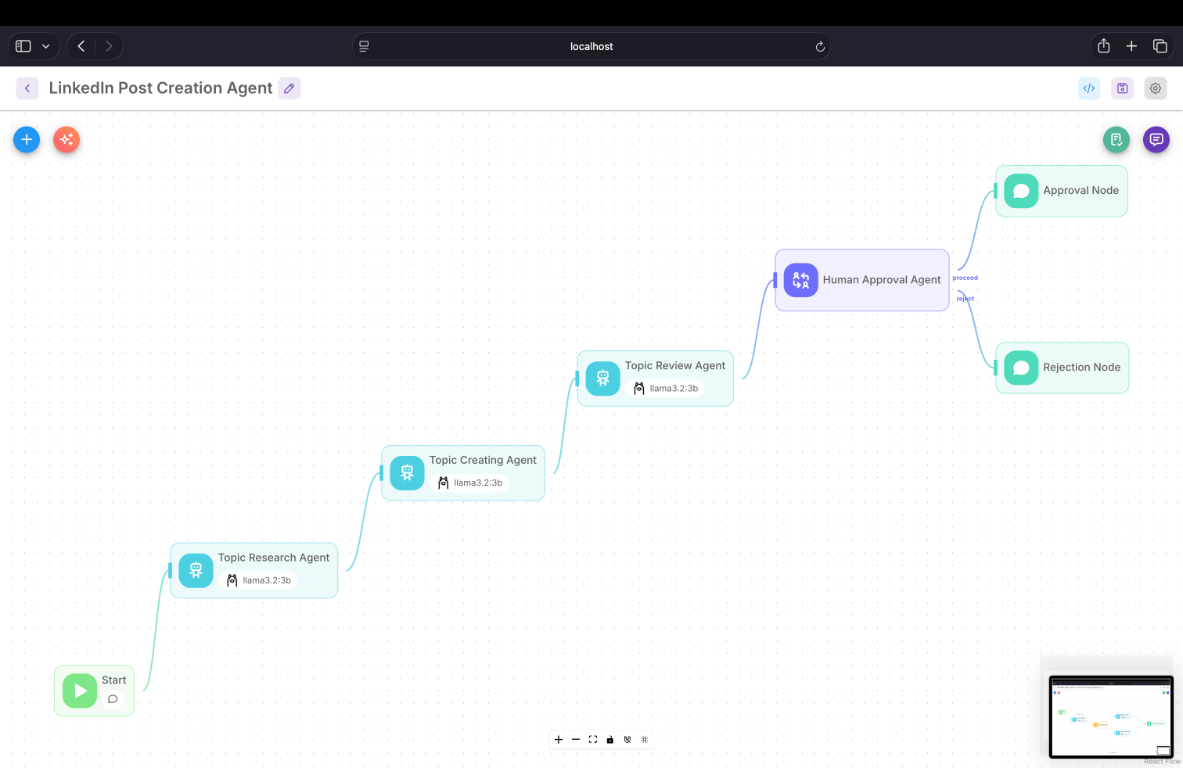 localhost
LinkedIn Post Creation Agent
Approval Node
Human Approval Agent
proceed
reject
Rejection Node
Topic Review Agent
llama3.2:3b
Topic Creating Agent
llama3.2:3b
Topic Research Agent
llama3.2:3b
Start
React Flow